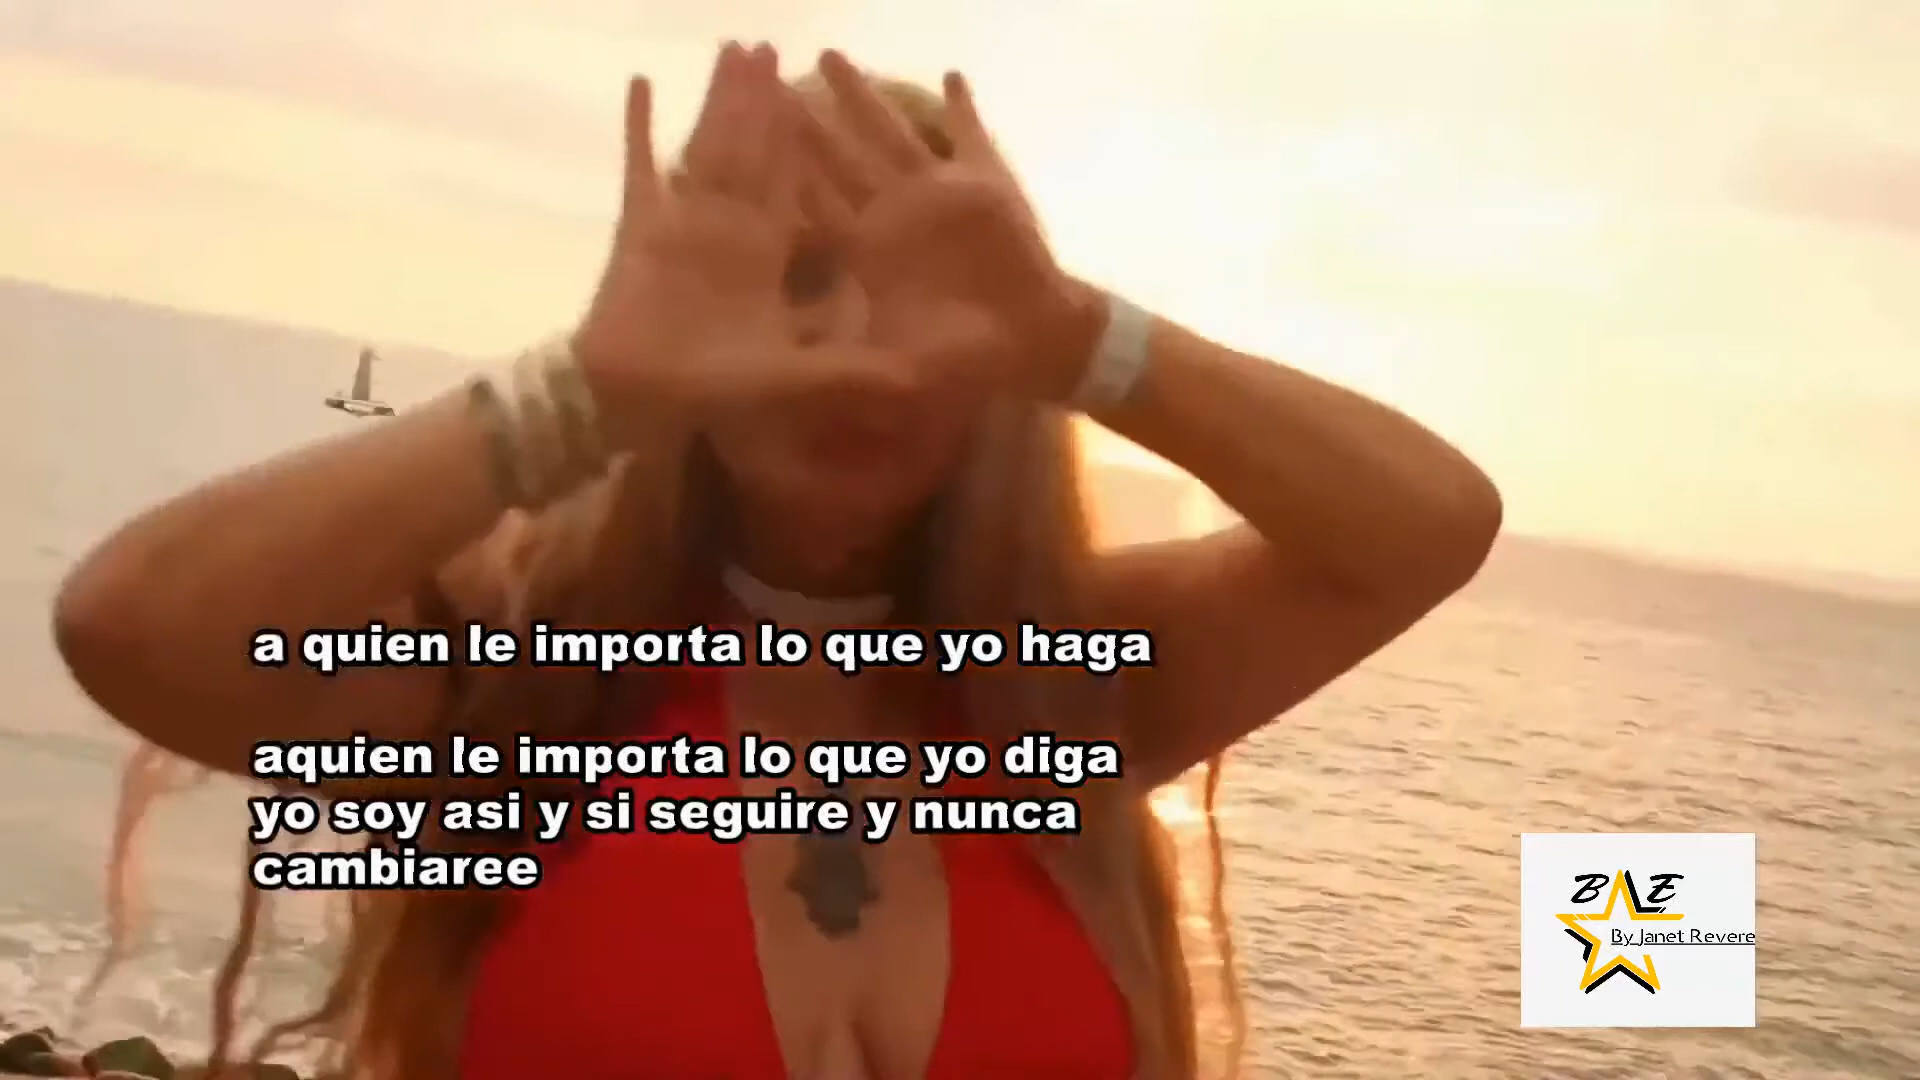 a quien le importa lo que yo haga
aquien le importa lo que yo diga
yo soy asi y si seguire y nunca
cambiaree
BAE
By Janet Revere